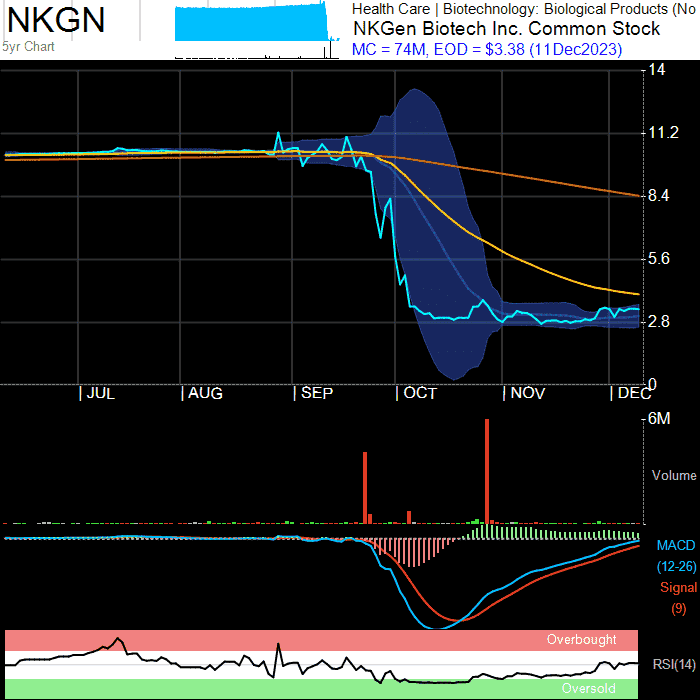 NKGN
5yr Chart
Health Care | Biotechnology: Biological Products (No
NKGen Biotech Inc. Common Stock
MC = 74M, EOD = $3.38 (11Dec2023)
14
11.2
8.4
5.6
2.8
0
| JUL | AUG | SEP | OCT | NOV | DEC
6M
Volume
MACD
(12-26)
Signal
(9)
Overbought
RSI(14)
Oversold